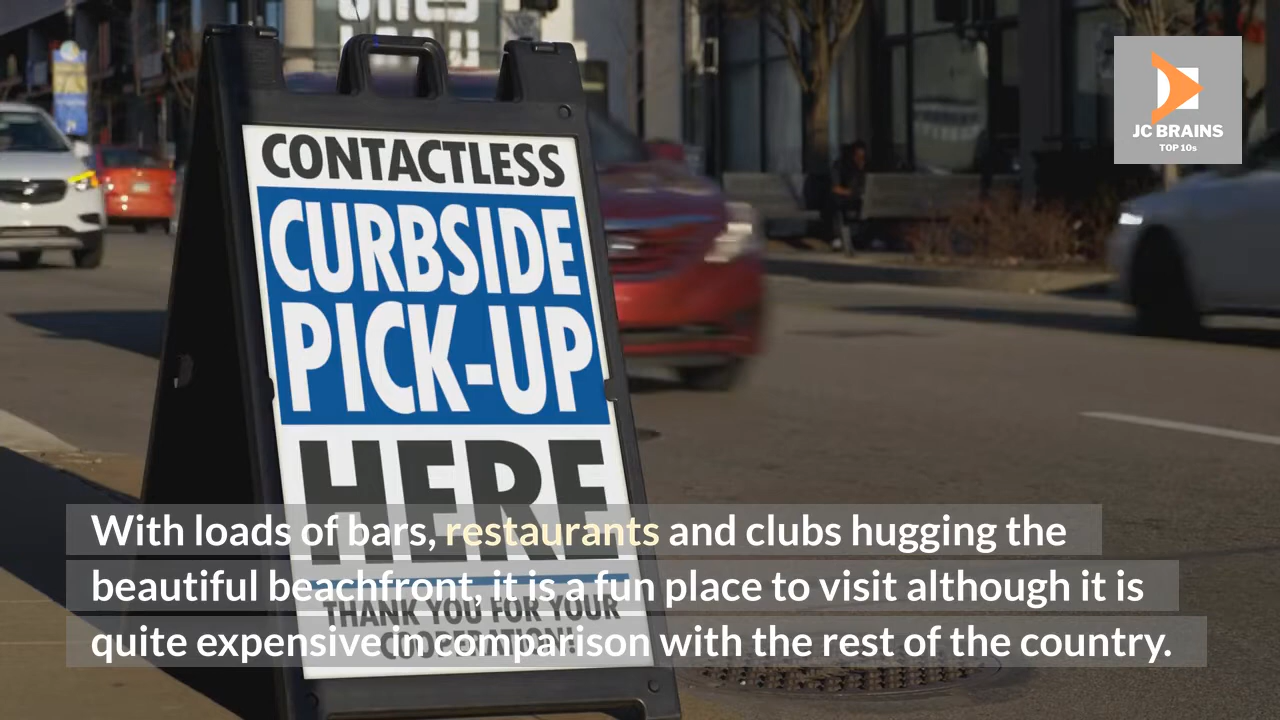 JC BRAINS
TOP 10s
CONTACTLESS
CURBSIDE
PICK-UP
HERE
THANK YOU FOR YOUR
COOPERATION!
With loads of bars, restaurants and clubs hugging the
beautiful beachfront, it is a fun place to visit although it is
quite expensive in comparison with the rest of the country.